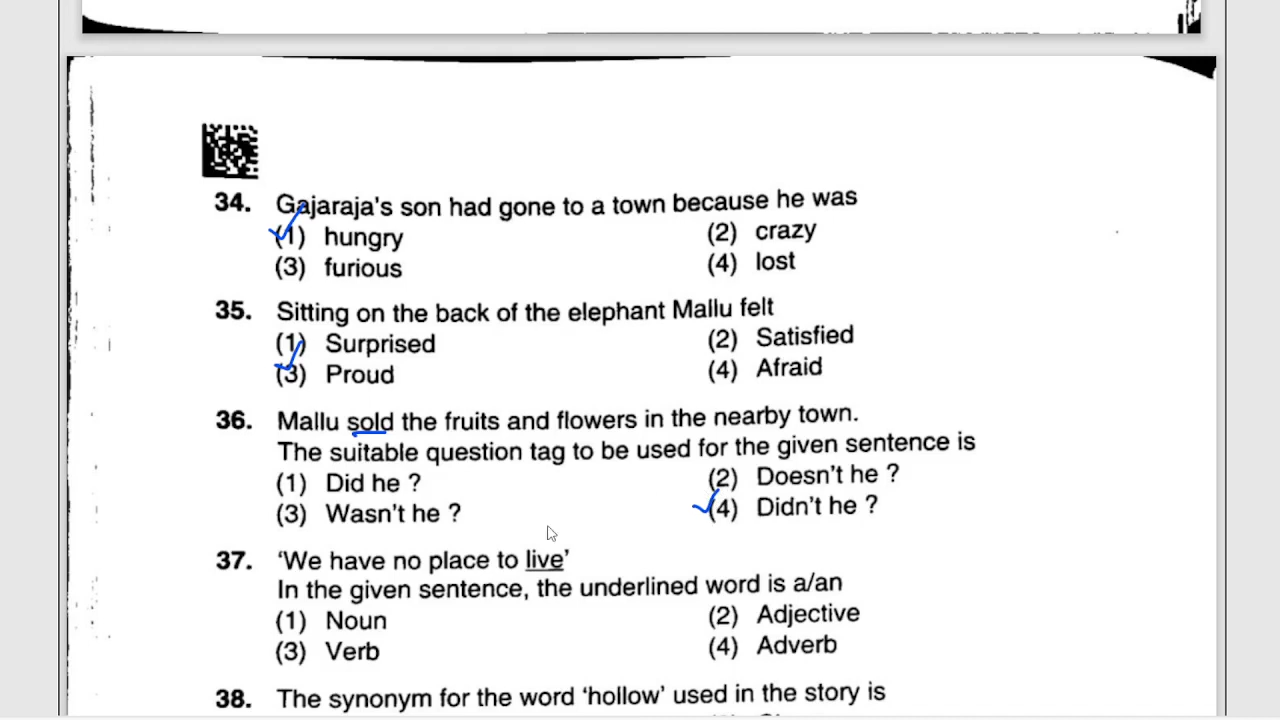 34. Gajaraja's son had gone to a town because he was
(1) hungry (2) crazy
(3) furious (4) lost
35. Sitting on the back of the elephant Mallu felt
(1) Surprised (2) Satisfied
(3) Proud (4) Afraid
36. Mallu sold the fruits and flowers in the nearby town.
The suitable question tag to be used for the given sentence is
(1) Did he ? (2) Doesn't he ?
(3) Wasn't he ? (4) Didn't he ?
37. 'We have no place to live'
In the given sentence, the underlined word is a/an
(1) Noun (2) Adjective
(3) Verb (4) Adverb
38. The synonym for the word 'hollow' used in the story is